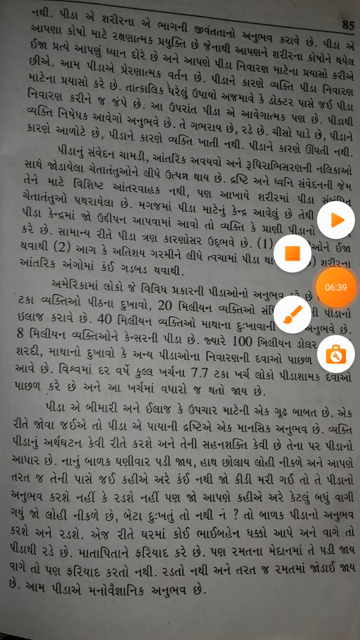 85
નથી. પીડા એ શરીરના એ ભાગની જીવંતતાનો અનુભવ કરાવે છે. પીડા એ
આપણા કોષો માટે રક્ષણાત્મક પ્રયુક્તિ છે જેનાથી આપણને શરીરના કોષોને થયેલ
ઈજા પ્રત્યે આપણું ધ્યાન દોરે છે અને આપણે પીડા નિવારણ માટેના પ્રયાસો કરીએ
છીએ. આમ પીડાએ પ્રેરણાત્મક વર્તન છે. પીડાને કારણે વ્યક્તિ પીડા નિવારણ
માટેના પ્રયાસો કરે છે. તાત્કાલિક ઘરેલું ઉપાયો અજમાવે કે ડોક્ટર પાસે જઈ પીડા
નિવારણ કરીને જ જંપે છે. આ ઉપરાંત પીડા એ આવેગાત્મક પણ છે. પીડાથી
વ્યક્તિ નિષેધક આવેગો અનુભવે છે. તે ગભરાય છે, રડે છે. ચીસો પાડે છે, પીડાને
કારણે આળોટે છે, પીડાને કારણે વ્યક્તિ ખાતી નથી. પીડાને કારણે ઊંઘતી નથી.
પીડાનું સંવેદન ચામડી, આંતરિક અવયવો અને રૂધિરાભિસરણની નલિકાઓ
સાથે જોડાયેલા ચેતાતંતુઓને લીધે ઉત્પન્ન થાય છે. દ્રષ્ટિ અને ધ્વનિ સંવેદનની જેમ
તેને માટે વિશિષ્ટ આંતરવાહક નથી, પણ આખાયે શરીરમાં પીડા સંબંધિત
ચેતાતંતુઓ પથરાયેલા છે. મગજમાં પીડા માટેનું કેન્દ્ર આવેલું છે તેથી
પીડા કેન્દ્રમાં જો ઉદ્દીપન આપવામાં આવો તો વ્યક્તિ કે પ્રાણી પીડાનો
કરે છે. સામાન્ય રીતે પીડા ત્રણ કારણોસર ઉદ્દભવે છે. (1) ઓને ઈજા
થવાથી (2) આગ કે અતિશય ગરમીને લીધે ત્વચામાં પીડા શરીરના
આંતરિક અંગોમાં કંઈ ગડબડ થવાથી.
અમેરિકામાં લોકો જે વિવિધ પ્રકારની પીડાઓનો અનુભવ કરે છે
ટકા વ્યક્તિઓ પીઠના દુખાવો, 20 મિલિયન વ્યક્તિઓ પીડાનો
ઇલાજ કરાવે છે. 40 મિલિયન વ્યક્તિઓ માથાના દુઃખાવાની અનુભવે છે.
8 મિલિયન વ્યક્તિઓને કેન્સરની પીડા છે. જ્યારે 100 બિલીયન ડોલર
શરદી, માથાનો દુખાવો કે અન્ય પીડાઓના નિવારણની દવાઓ પાછળ
આવે છે. વિશ્વમાં દર વર્ષે કુલ્લ ખર્ચના 7.7 ટકા ખર્ચ લોકો પીડાશામક દવાઓ
પાછળ કરે છે અને આ ખર્ચમાં વધારો જ થતો જાય છે.
પીડા એ બીમારી અને ઈલાજ કે ઉપચાર માટેની એક ગૂઢ બાબત છે. એક
રીતે જોવા જઈએ તો પીડા એ પાયાની દ્રષ્ટિએ એક માનસિક અનુભવ છે. વ્યક્તિ
પીડાનું અર્થઘટન કેવી રીતે કરશે અને તેની સહનશક્તિ કેવી છે તેના પર પીડાનો
આધાર છે. નાનું બાળક ઘણીવાર પડી જાય, હાથ છોલાય લોહી નીકળે અને આપણે
તરત જ તેની પાસે જઈ કહીએ અરે કંઈ નથી જો કીડી મરી ગઈ તો તે પીડાનો
અનુભવ કરશે નહીં કે રડશે નહીં પણ જો આપણે કહીએ અરે કેટલું બધું વાગી
ગયું જો લોહી નીકળે છે, બેટા દુઃખતું તો નથી ને ? તો બાળક પીડાનો અનુભવ
કરશે અને રડશે. એજ રીતે ઘરમાં કોઈ ભાઈબહેન ધક્કો આપે અને વાગે તો
પીડાથી રડે છે. માતાપિતાને ફરિયાદ કરે છે. પણ રમતના મેદાનમાં તે પડી જાય
વાગે તો પણ ફરિયાદ કરતો નથી. રડતો નથી અને તરત જ રમતમાં જોડાઈ જાય
છે. આમ પીડાએ મનોવૈજ્ઞાનિક અનુભવ છે.
06:39